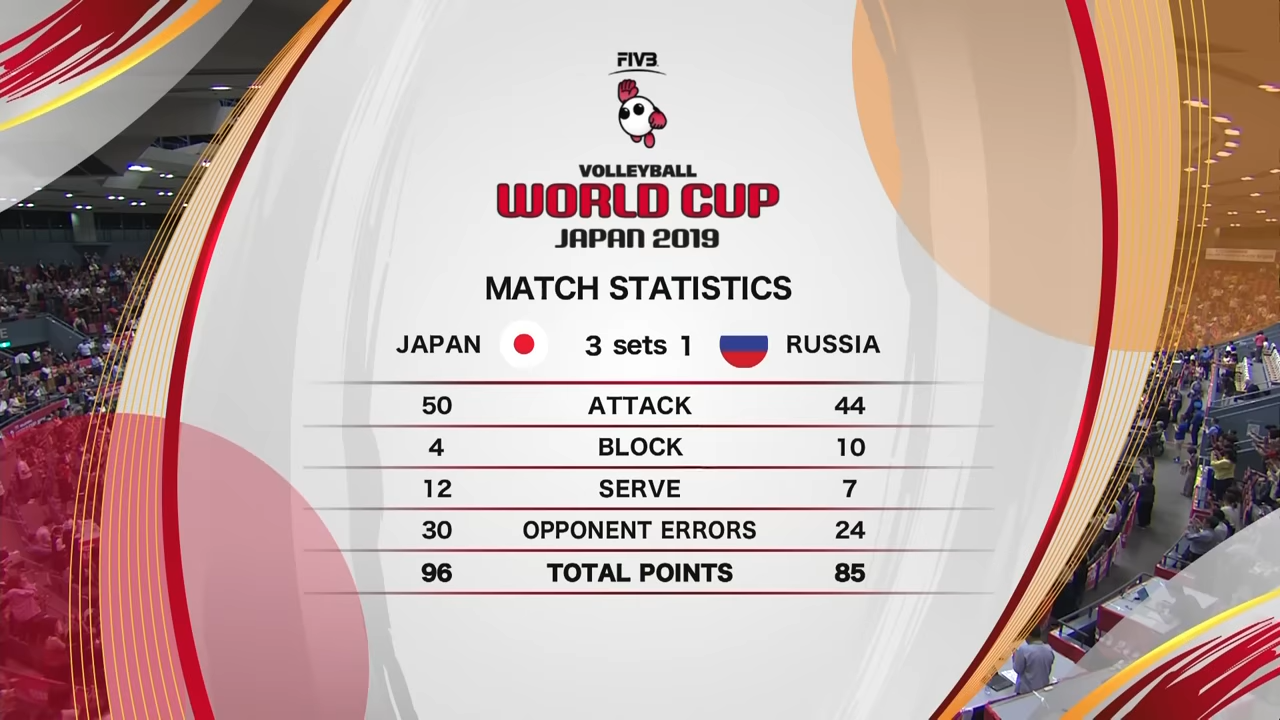 FIVB
VOLLEYBALL
WORLD CUP
JAPAN 2019
MATCH STATISTICS
JAPAN 3 sets 1 RUSSIA
50 ATTACK 44
4 BLOCK 10
12 SERVE 7
30 OPPONENT ERRORS 24
96 TOTAL POINTS 85